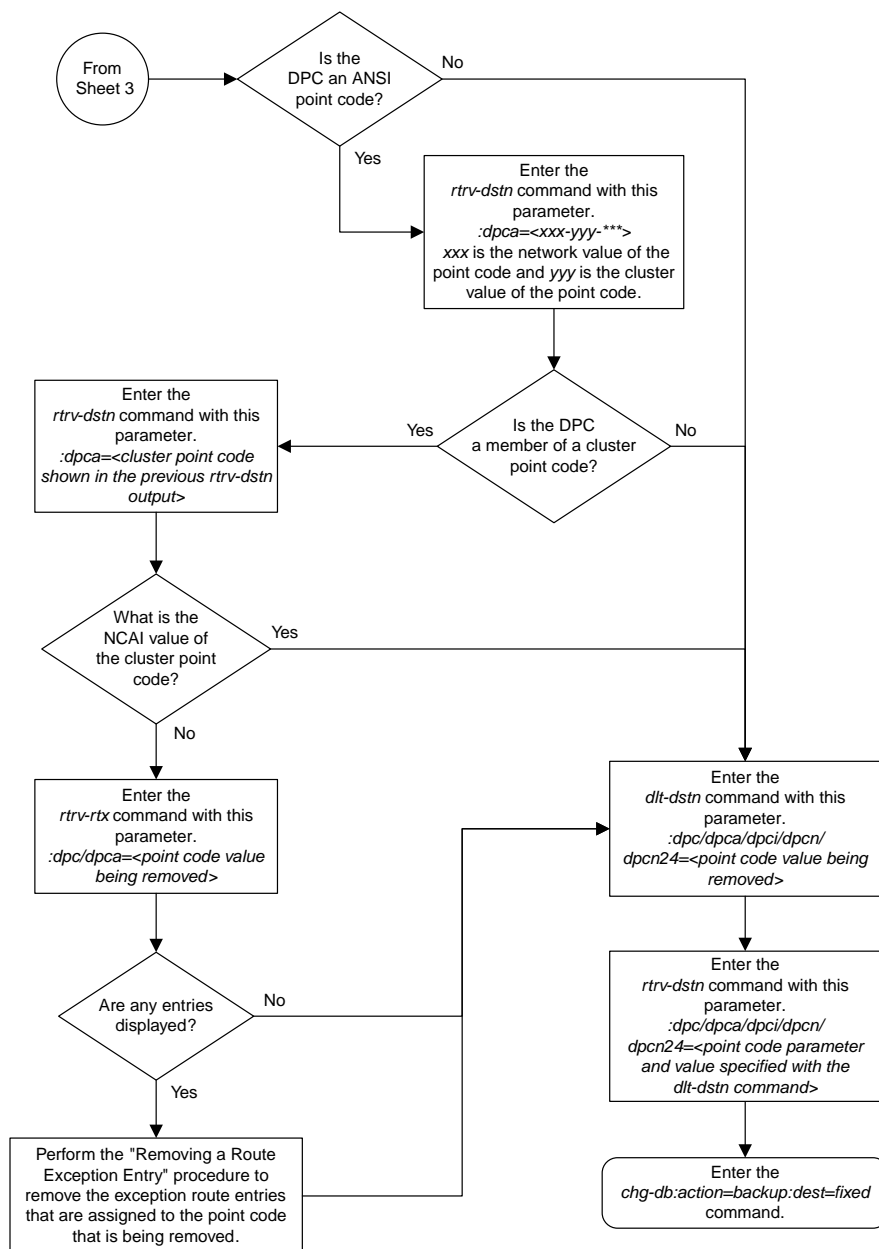 From
Sheet 3
Is the
DPC an ANSI
point code?
No
Yes
Enter the
rtrv-dstn command with this
parameter.
:dpca=<xxx-yyy-***>
xxx is the network value of the
point code and yyy is the cluster
value of the point code.
Is the DPC
a member of a cluster
point code?
Yes
No
Enter the
rtrv-dstn command with this
parameter.
:dpca=<cluster point code
shown in the previous rtrv-dstn
output>
What is the
NCAI value of
the cluster point
code?
Yes
No
Enter the
rtrv-rtx command with this
parameter.
:dpc/dpca=<point code value
being removed>
Are any entries
displayed?
No
Yes
Perform the "Removing a Route
Exception Entry" procedure to
remove the exception route entries
that are assigned to the point code
that is being removed.
Enter the
dlt-dstn command with this
parameter.
:dpc/dpca/dpci/dpcn/
dpcn24=<point code value being
removed>
Enter the
rtrv-dstn command with this
parameter.
:dpc/dpca/dpci/dpcn/
dpcn24=<point code parameter
and value specified with the
dlt-dstn command>
Enter the
chg-db:action=backup:dest=fixed
command.